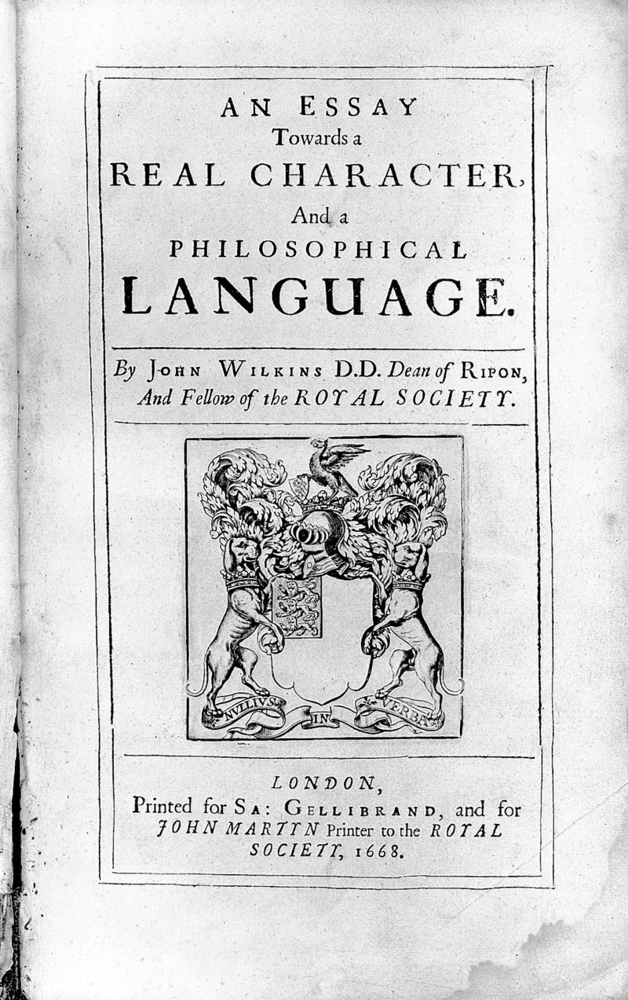 AN ESSAY
Towards a
REAL CHARACTER,
And a
PHILOSOPHICAL
LANGUAGE.
By JOHN WILKINS D.D. Dean of RIPON,
And Fellow of the ROYAL SOCIETY.
NVLLIVS IN VERBA
LONDON,
Printed for SA: GELLIBRAND, and for
JOHN MARTYN Printer to the ROYAL
SOCIETY, 1668.